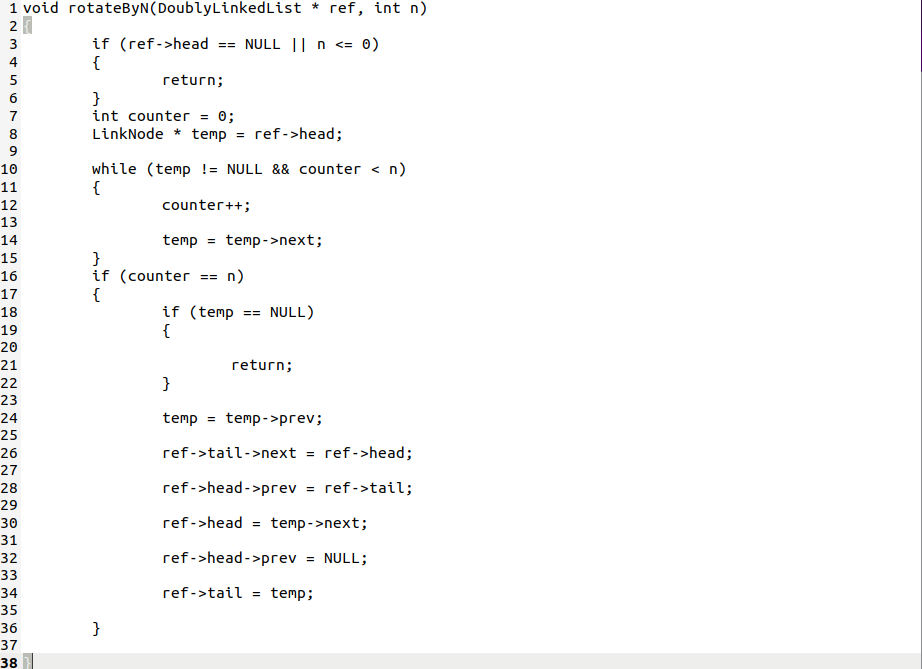 1 void rotateByN(DoublyLinkedList * ref, int n)
2 {
3 if (ref->head == NULL || n <= 0)
4 {
5 return;
6 }
7 int counter = 0;
8 LinkNode * temp = ref->head;
9
10 while (temp != NULL && counter < n)
11 {
12 counter++;
13
14 temp = temp->next;
15 }
16 if (counter == n)
17 {
18 if (temp == NULL)
19 {
20
21 return;
22 }
23
24 temp = temp->prev;
25
26 ref->tail->next = ref->head;
27
28 ref->head->prev = ref->tail;
29
30 ref->head = temp->next;
31
32 ref->head->prev = NULL;
33
34 ref->tail = temp;
35
36 }
37
38 }